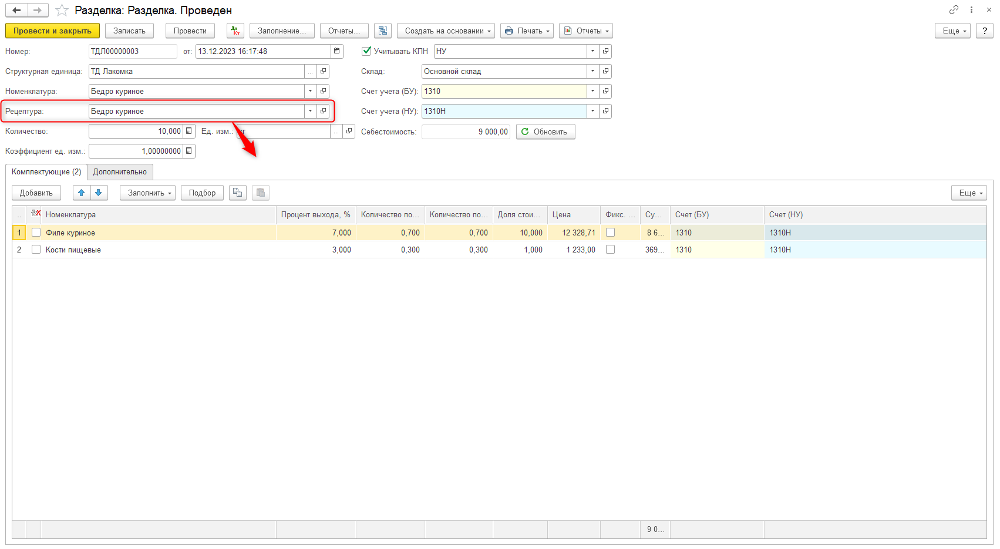 Разделка: Разделка. Проведен
Провести и закрыть Записать Провести Дт Кт Заполнение... Отчеты... Создать на основании Печать Отчеты Еще ?
Номер: ТДЛ00000003 от: 13.12.2023 16:17:48 Учитывать КПН НУ
Структурная единица: ТД Лакомка ... Склад: Основной склад
Номенклатура: Бедро куриное Счет учета (БУ): 1310
Рецептура: Бедро куриное Счет учета (НУ): 1310Н
Количество: 10,000 Ед. изм.: кг ... Себестоимость: 9 000,00 Обновить
Коэффициент ед. изм.: 1,00000000
Комплектующие (2) Дополнительно
Добавить Заполнить Подбор Еще
.. Номенклатура Процент выхода, % Количество по... Количество по... Доля стои... Цена Фикс. ... Су... Счет (БУ) Счет (НУ)
1 Филе куриное 7,000 0,700 0,700 10,000 12 328,71 8 6... 1310 1310Н
2 Кости пищевые 3,000 0,300 0,300 1,000 1 233,00 369... 1310 1310Н
9 0...